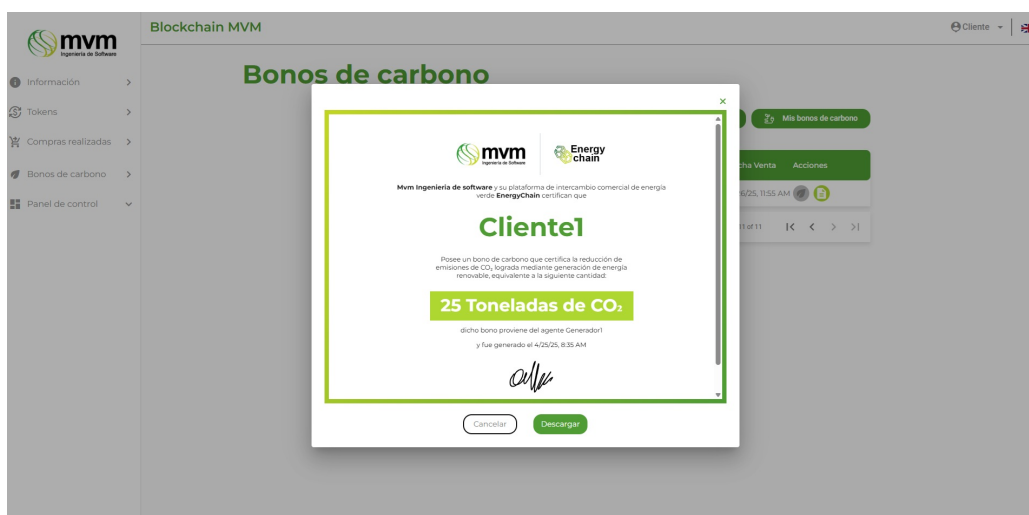 mvm
Ingeniería de Software
Blockchain MVM
Cliente
Información
Tokens
Compras realizadas
Bonos de carbono
Panel de control
Bonos de carbono
Mis bonos de carbono
cha Venta Acciones
6/25, 11:55 AM
11 of 11
×
mvm
Ingeniería de Software
Energy
chain
Mvm Ingeniería de software y su plataforma de intercambio comercial de energía
verde EnergyChain certifican que
Cliente1
Posee un bono de carbono que certifica la reducción de
emisiones de CO₂ lograda mediante generación de energía
renovable, equivalente a la siguiente cantidad:
25 Toneladas de CO₂
dicho bono proviene del agente Generador1
y fue generado el 4/25/25, 8:35 AM
Cancelar
Descargar